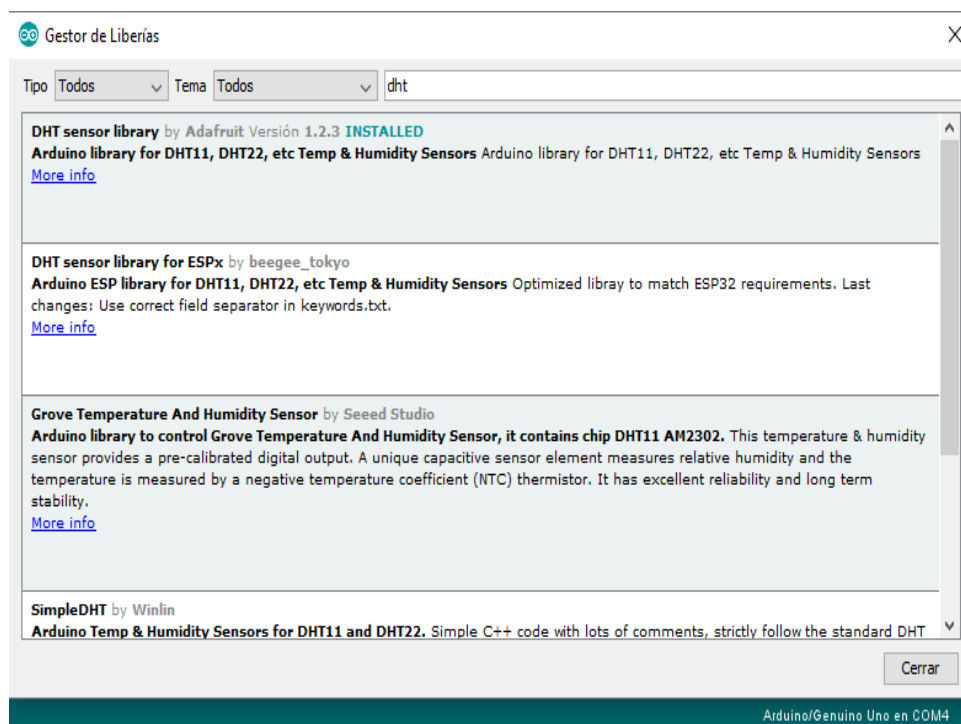 Gestor de Liberías
Tipo Todos Tema Todos dht
DHT sensor library by Adafruit Versión 1.2.3 INSTALLED
Arduino library for DHT11, DHT22, etc Temp & Humidity Sensors Arduino library for DHT11, DHT22, etc Temp & Humidity Sensors
More info
DHT sensor library for ESPx by beegee_tokyo
Arduino ESP library for DHT11, DHT22, etc Temp & Humidity Sensors Optimized libray to match ESP32 requirements. Last
changes: Use correct field separator in keywords.txt.
More info
Grove Temperature And Humidity Sensor by Seeed Studio
Arduino library to control Grove Temperature And Humidity Sensor, it contains chip DHT11 AM2302. This temperature & humidity
sensor provides a pre-calibrated digital output. A unique capacitive sensor element measures relative humidity and the
temperature is measured by a negative temperature coefficient (NTC) thermistor. It has excellent reliability and long term
stability.
More info
SimpleDHT by Winlin
Arduino Temp & Humidity Sensors for DHT11 and DHT22. Simple C++ code with lots of comments, strictly follow the standard DHT
Cerrar
Arduino/Genuino Uno en COM4